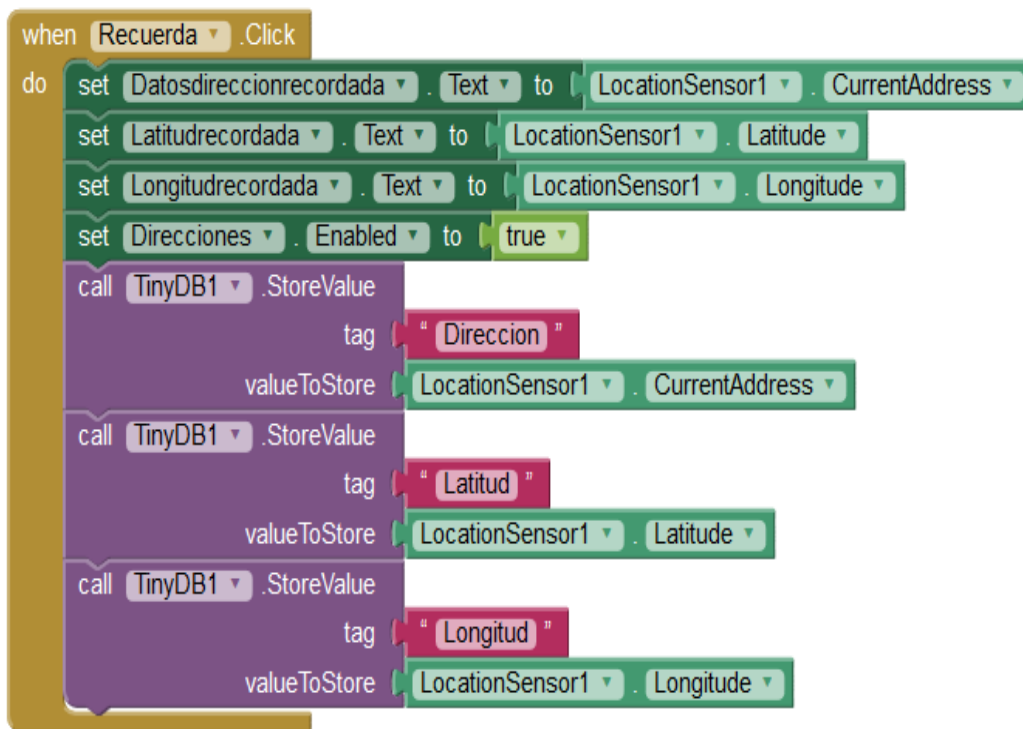 when Recuerda .Click
do set Datosdireccionrecordada . Text to LocationSensor1 . CurrentAddress
set Latitudrecordada . Text to LocationSensor1 . Latitude
set Longitudrecordada . Text to LocationSensor1 . Longitude
set Direcciones . Enabled to true
call TinyDB1 .StoreValue
tag “ Direccion ”
valueToStore LocationSensor1 . CurrentAddress
call TinyDB1 .StoreValue
tag “ Latitud ”
valueToStore LocationSensor1 . Latitude
call TinyDB1 .StoreValue
tag “ Longitud ”
valueToStore LocationSensor1 . Longitude